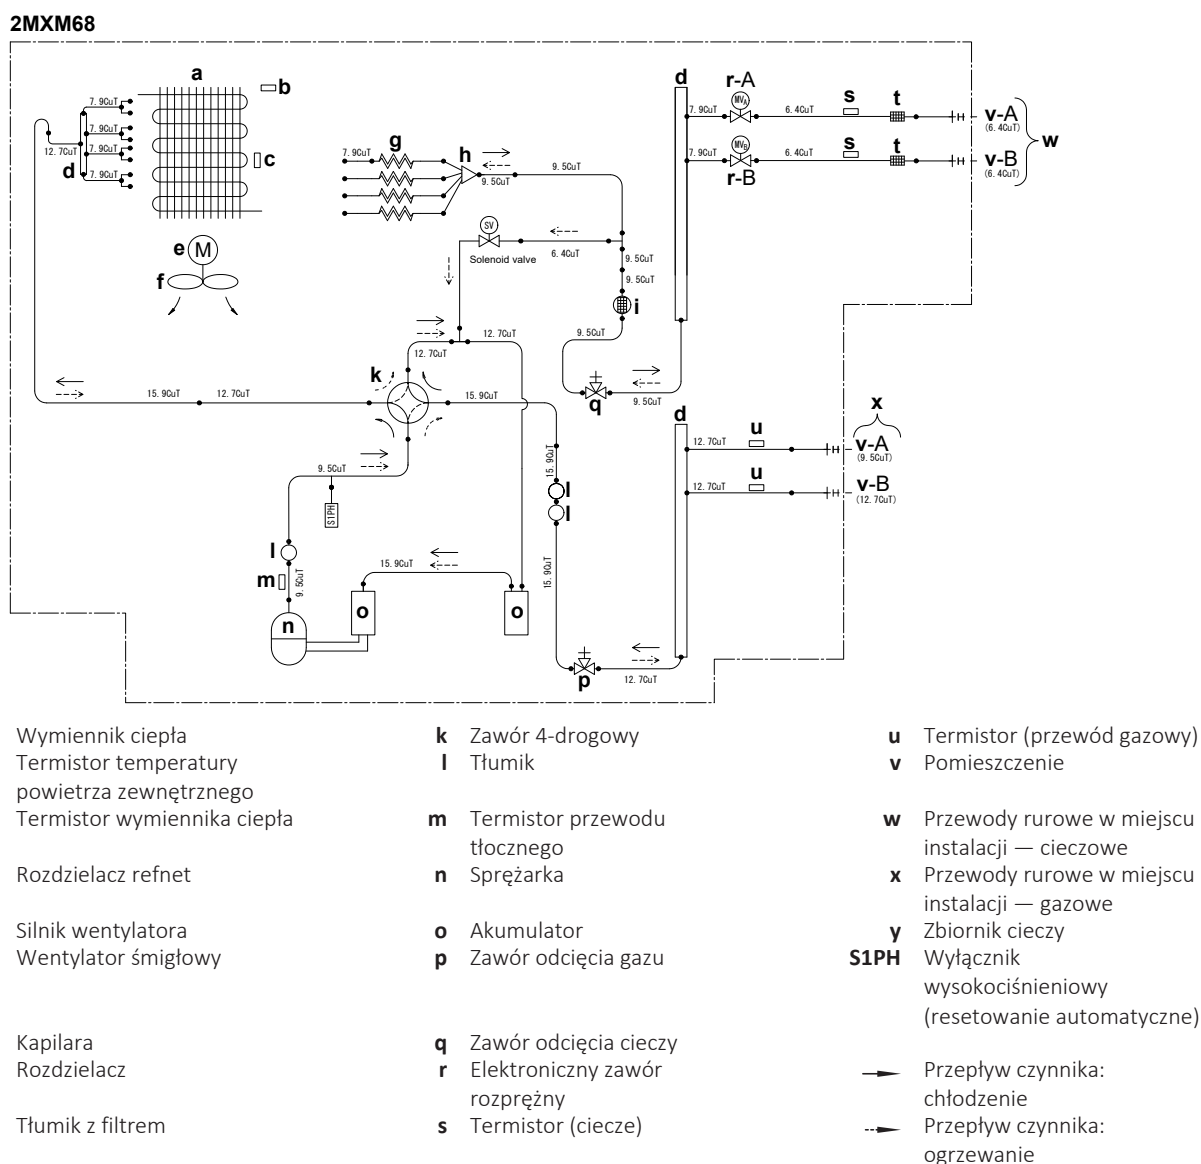 2MXM68
a
b
7.9CuT
7.9CuT
12.7CuT
7.9CuT
d
7.9CuT
c
e M
f
g
7.9CuT
h
9.5CuT
9.5CuT
SV
Solenoid valve
6.4CuT
9.5CuT
9.5CuT
i
9.5CuT
q
9.5CuT
d
r-A
MVA
7.9CuT
6.4CuT
s
t
v-A
(6.4CuT)
w
MVB
7.9CuT
r-B
6.4CuT
s
t
v-B
(6.4CuT)
12.7CuT
k
15.9CuT
12.7CuT
15.9CuT
9.5CuT
S1PH
l
m
9.5CuT
n
15.9CuT
o
o
15.9CuT
l
l
15.9CuT
p
12.7CuT
d
x
12.7CuT
u
v-A
(9.5CuT)
12.7CuT
u
v-B
(12.7CuT)
Wymiennik ciepła
Termistor temperatury
powietrza zewnętrznego
Termistor wymiennika ciepła
Rozdzielacz refnet
Silnik wentylatora
Wentylator śmigłowy
Kapilara
Rozdzielacz
Tłumik z filtrem
k Zawór 4-drogowy
l Tłumik
m Termistor przewodu
tłocznego
n Sprężarka
o Akumulator
p Zawór odcięcia gazu
q Zawór odcięcia cieczy
r Elektroniczny zawór
rozprężny
s Termistor (ciecze)
u Termistor (przewód gazowy)
v Pomieszczenie
w Przewody rurowe w miejscu
instalacji — cieczowe
x Przewody rurowe w miejscu
instalacji — gazowe
y Zbiornik cieczy
S1PH Wyłącznik
wysokociśnieniowy
(resetowanie automatyczne)
Przepływ czynnika:
chłodzenie
Przepływ czynnika:
ogrzewanie